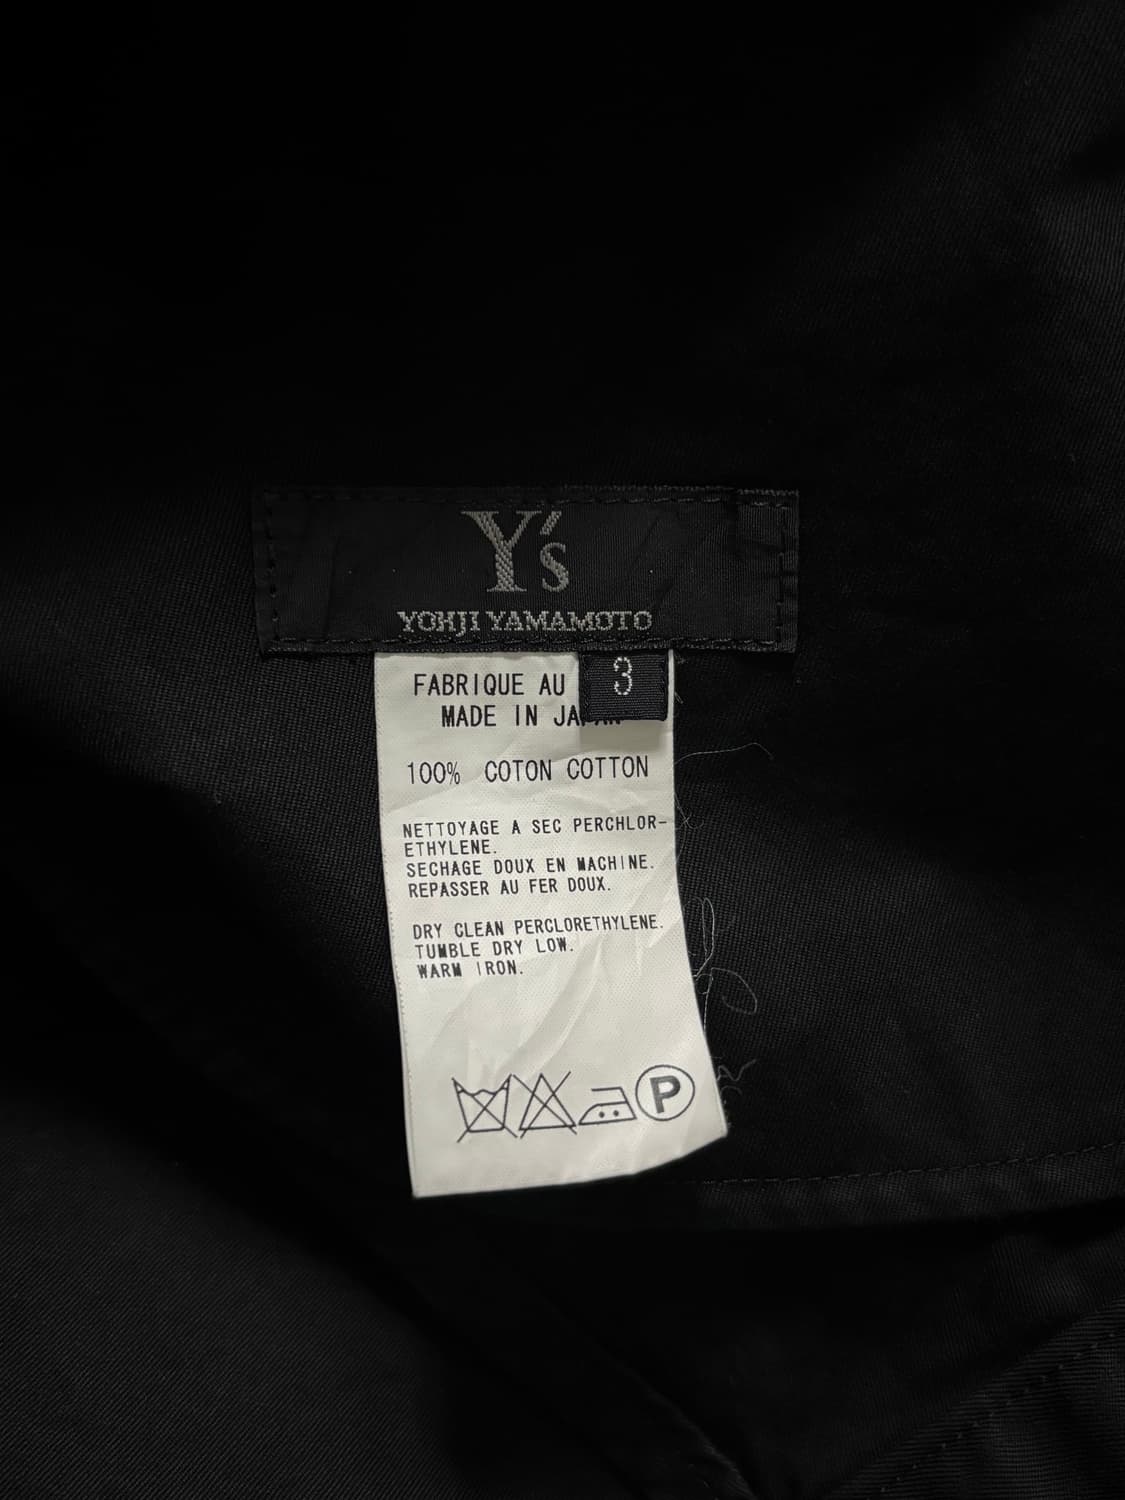 Y's
YOHJI YAMAMOTO
3
FABRIQUE AU
MADE IN JAPAN
100% COTON COTTON
NETTOYAGE A SEC PERCHLOR-
ETHYLENE.
SECHAGE DOUX EN MACHINE.
REPASSER AU FER DOUX.
DRY CLEAN PERCLORETHYLENE.
TUMBLE DRY LOW.
WARM IRON.
P